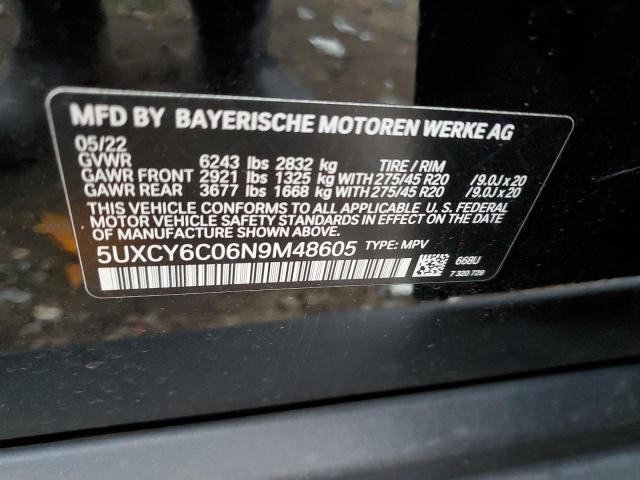 MFD BY BAYERISCHE MOTOREN WERKE AG
05/22
GVWR 6243 lbs 2832 kg TIRE / RIM
GAWR FRONT 2921 lbs 1325 kg WITH 275/45 R20 /9.0J x 20
GAWR REAR 3677 lbs 1668 kg WITH 275/45 R20 /9.0J x 20
THIS VEHICLE CONFORMS TO ALL APPLICABLE U.S. FEDERAL
MOTOR VEHICLE SAFETY STANDARDS IN EFFECT ON THE DATE
OF MANUFACTURE SHOWN ABOVE.
5UXCY6C06N9M48605 TYPE: MPV
668U
7 320 729